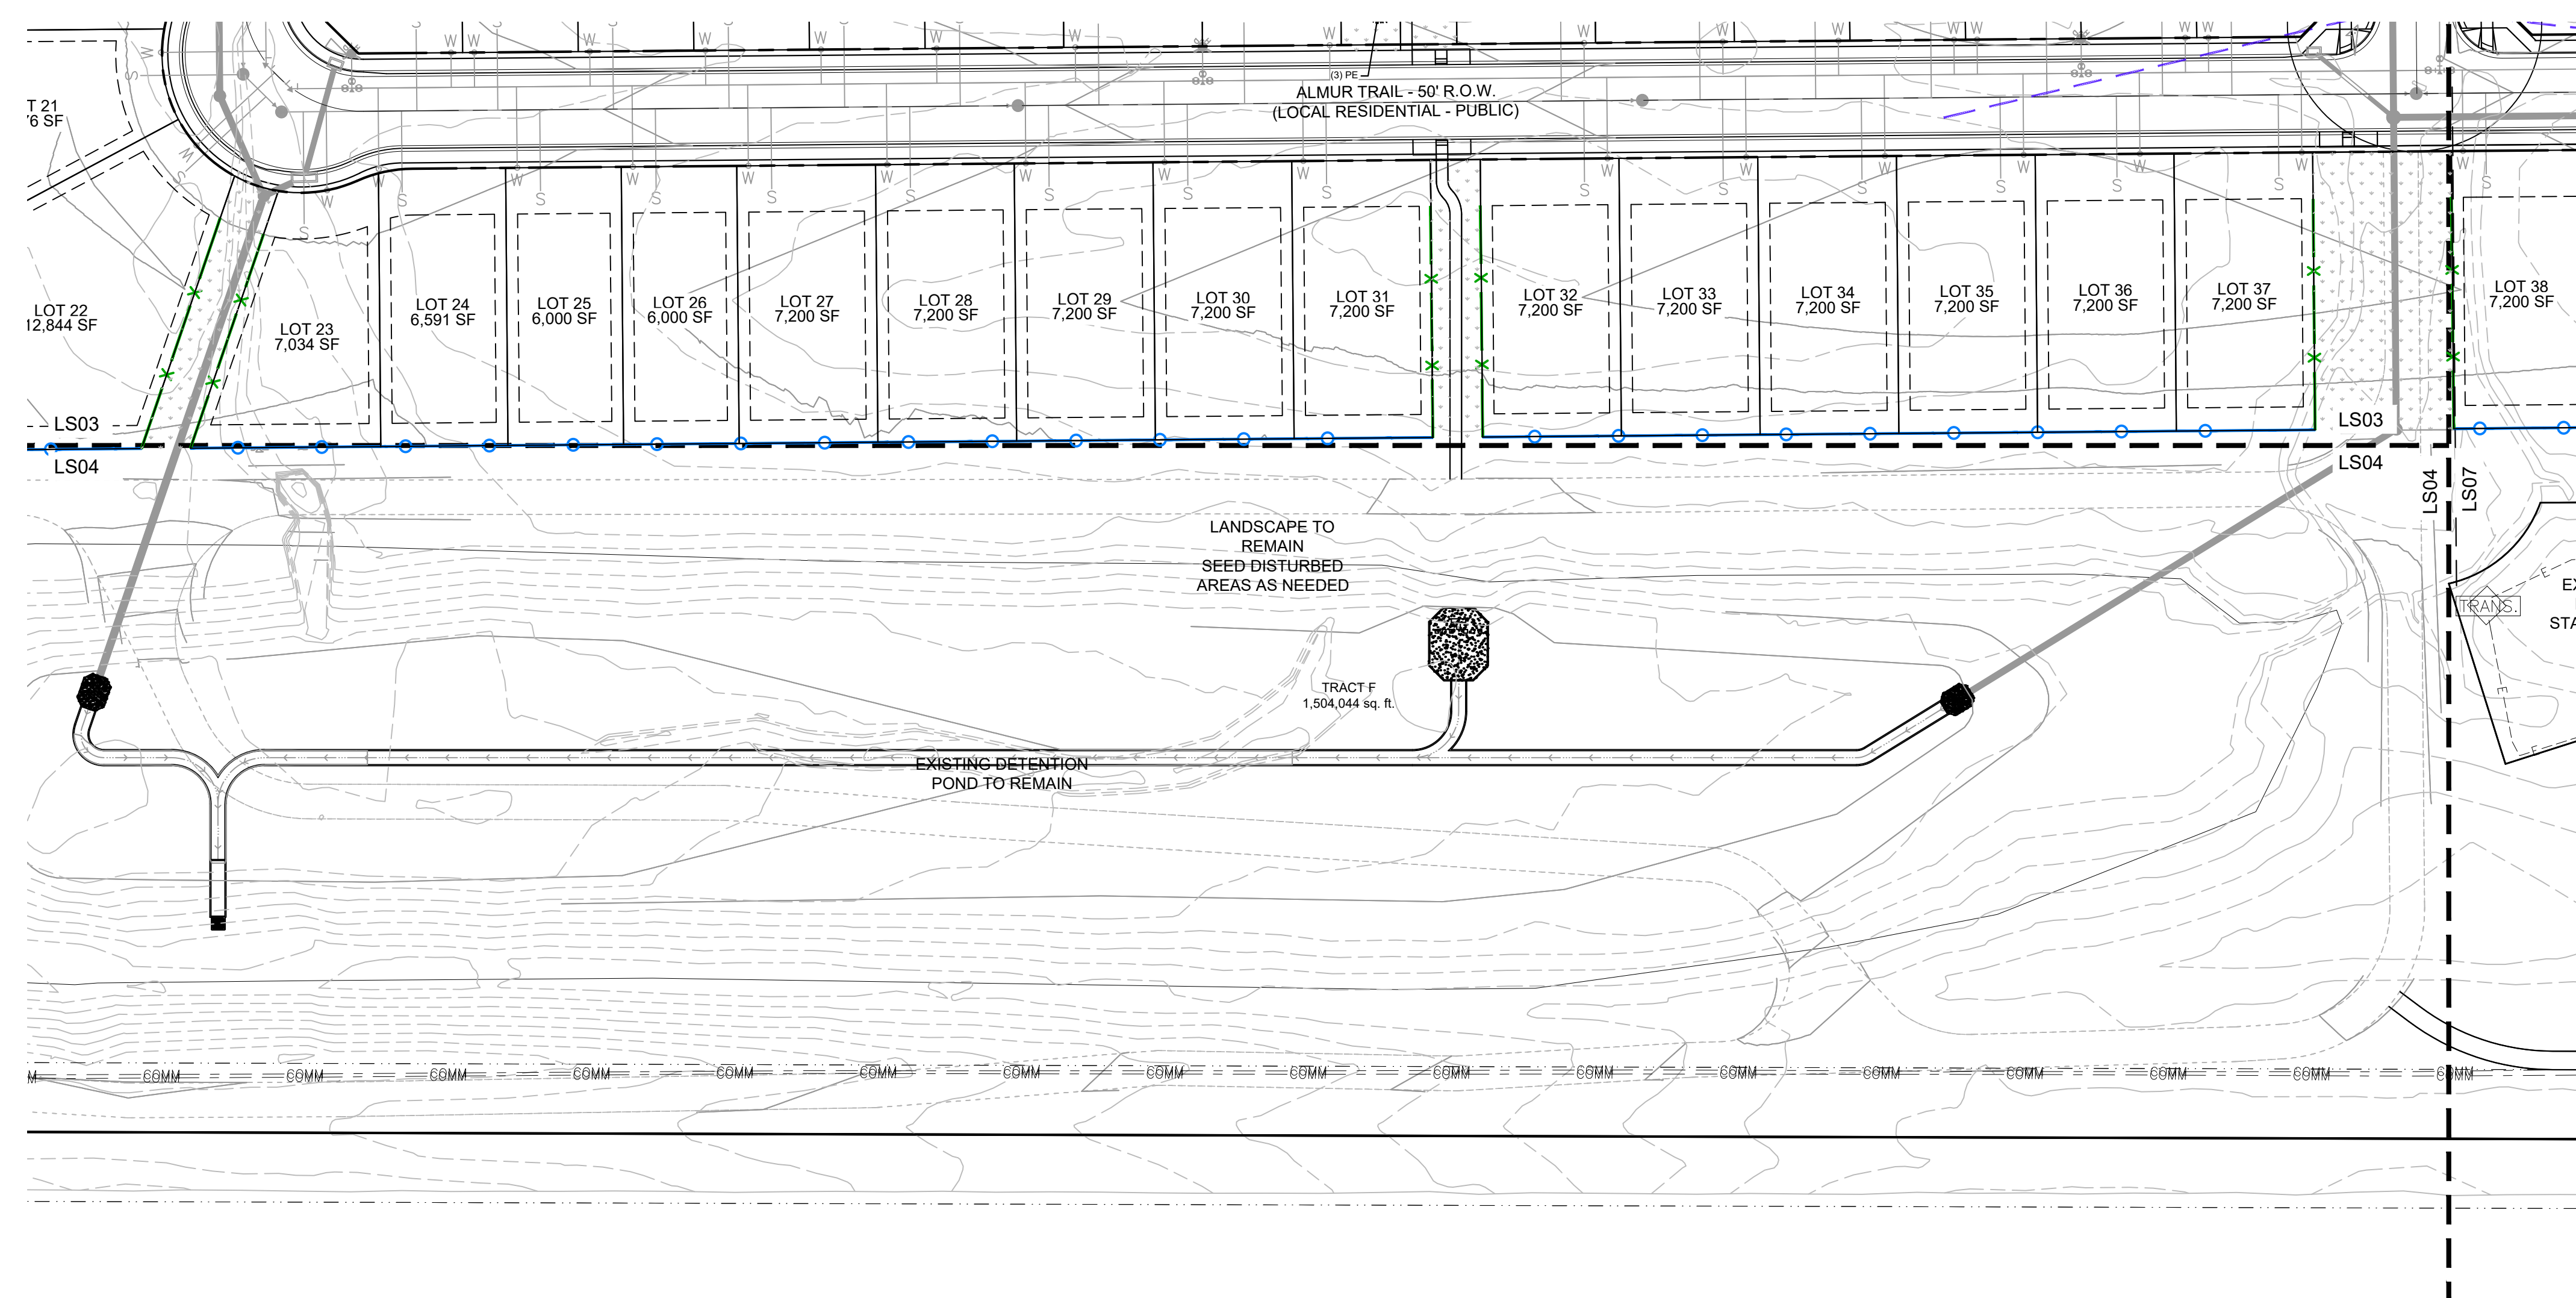 (3) PE
ALMUR TRAIL - 50' R.O.W.
(LOCAL RESIDENTIAL - PUBLIC)
T 21
76 SF
LOT 22
12,844 SF
LOT 23
7,034 SF
LOT 24
6,591 SF
LOT 25
6,000 SF
LOT 26
6,000 SF
LOT 27
7,200 SF
LOT 28
7,200 SF
LOT 29
7,200 SF
LOT 30
7,200 SF
LOT 31
7,200 SF
LOT 32
7,200 SF
LOT 33
7,200 SF
LOT 34
7,200 SF
LOT 35
7,200 SF
LOT 36
7,200 SF
LOT 37
7,200 SF
LOT 38
7,200 SF
LS03
LS04
LS03
LS04
LS04
LS07
LANDSCAPE TO
REMAIN
SEED DISTURBED
AREAS AS NEEDED
TRANS.
EX
STA
TRACT F
1,504,044 sq. ft.
EXISTING DETENTION
POND TO REMAIN
M COMM COMM COMM COMM COMM COMM COMM COMM COMM COMM COMM COMM COMM COMM COMM COMM COMM